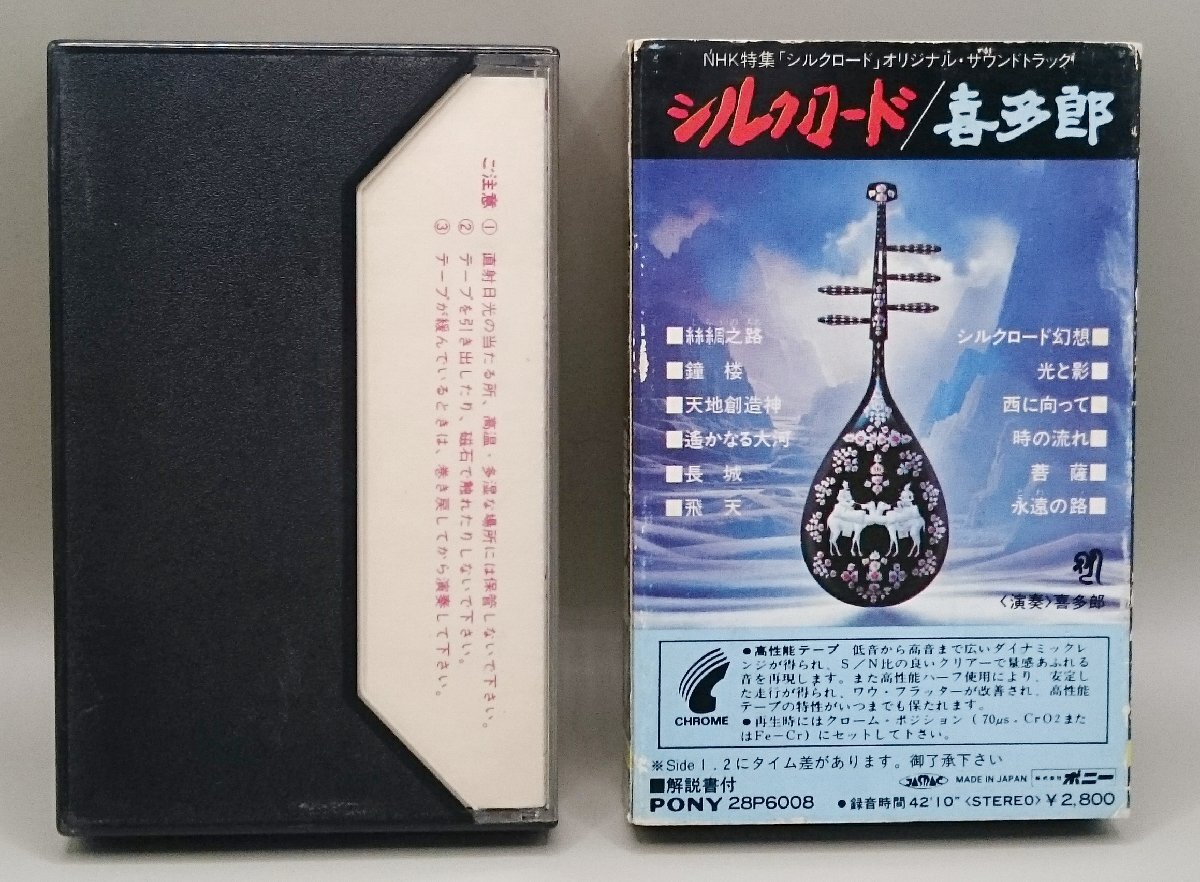 ご注意 ① 直射日光の当たる所、高温・多湿な場所には保管しないで下さい。
② テープを引き出したり、磁石で触れたりしないで下さい。
③ テープが緩んでいるときは、巻き戻してから演奏して下さい。
NHK特集「シルクロード」オリジナル・サウンドトラック
シルクロード/喜多郎
■絲綢之路
■鐘 楼
■天地創造神
■遙かなる大河
■長 城
■飛 天
シルクロード幻想■
光と影■
西に向って■
時の流れ■
菩 薩■
永遠の路■
〈演奏〉喜多郎
CHROME
●高性能テープ 低音から高音まで広いダイナミックレ
ンジが得られ、S/N比の良いクリアーで量感あふれる
音を再現します。また高性能ハーフ使用により、安定し
た走行が得られ、ワウ・フラッターが改善され、高性能
テープの特性がいつまでも保たれます。
●再生時にはクローム・ポジション(70μs.CrO2また
はFe-Cr)にセットして下さい。
※Side1.2にタイム差があります。御了承下さい
■解説書付
JASRAC MADE IN JAPAN 株式会社ポニー
PONY 28P6008 ●録音時間42'10"<STEREO>¥2,800